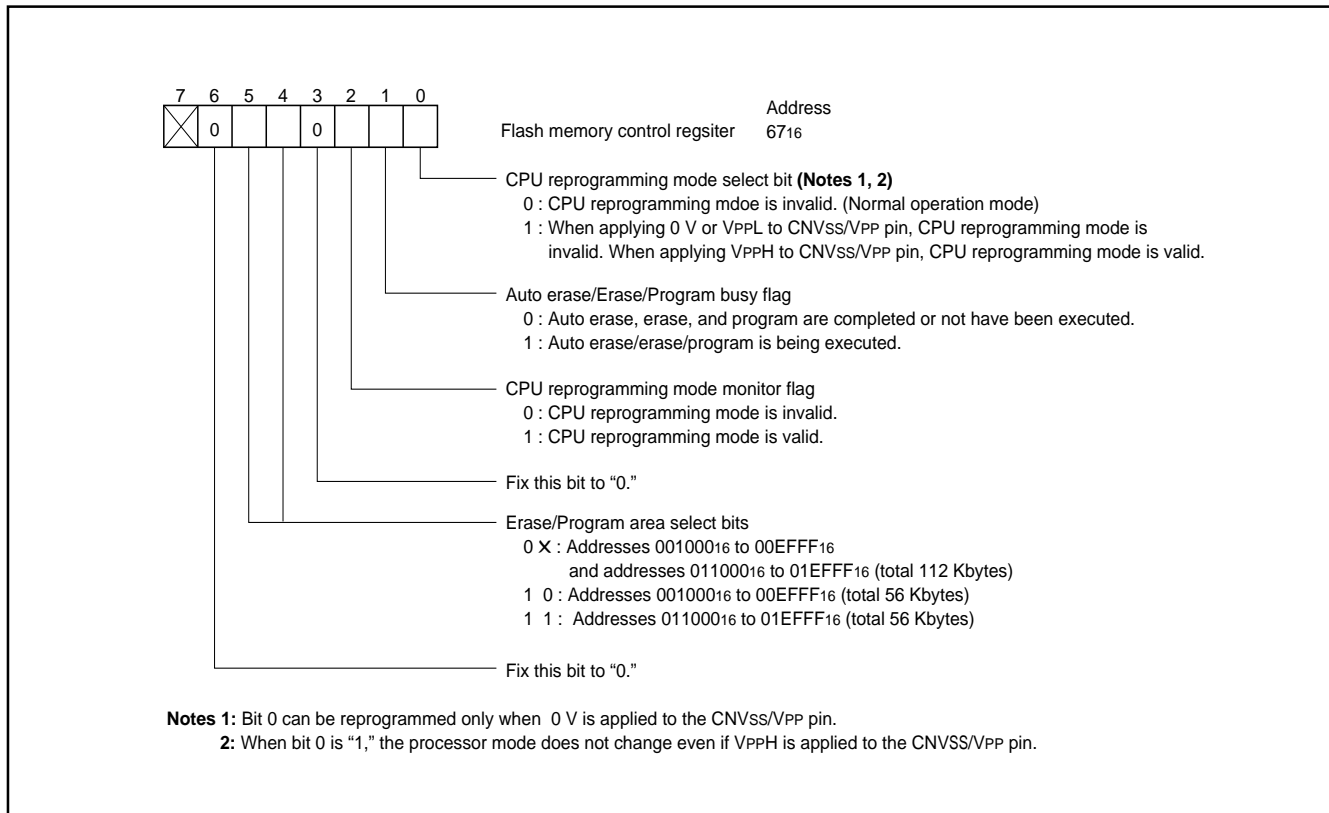 7 6 5 4 3 2 1 0
0 0
Address
Flash memory control regsiter 6716
CPU reprogramming mode select bit (Notes 1, 2)
0 : CPU reprogramming mdoe is invalid. (Normal operation mode)
1 : When applying 0 V or VPPL to CNVSS/VPP pin, CPU reprogramming mode is
invalid. When applying VPPH to CNVSS/VPP pin, CPU reprogramming mode is valid.
Auto erase/Erase/Program busy flag
0 : Auto erase, erase, and program are completed or not have been executed.
1 : Auto erase/erase/program is being executed.
CPU reprogramming mode monitor flag
0 : CPU reprogramming mode is invalid.
1 : CPU reprogramming mode is valid.
Fix this bit to “0.”
Erase/Program area select bits
0 X : Addresses 00100016 to 00EFFF16
and addresses 01100016 to 01EFFF16 (total 112 Kbytes)
1 0 : Addresses 00100016 to 00EFFF16 (total 56 Kbytes)
1 1 : Addresses 01100016 to 01EFFF16 (total 56 Kbytes)
Fix this bit to “0.”
Notes 1: Bit 0 can be reprogrammed only when 0 V is applied to the CNVSS/VPP pin.
2: When bit 0 is “1,” the processor mode does not change even if VPPH is applied to the CNVSS/VPP pin.